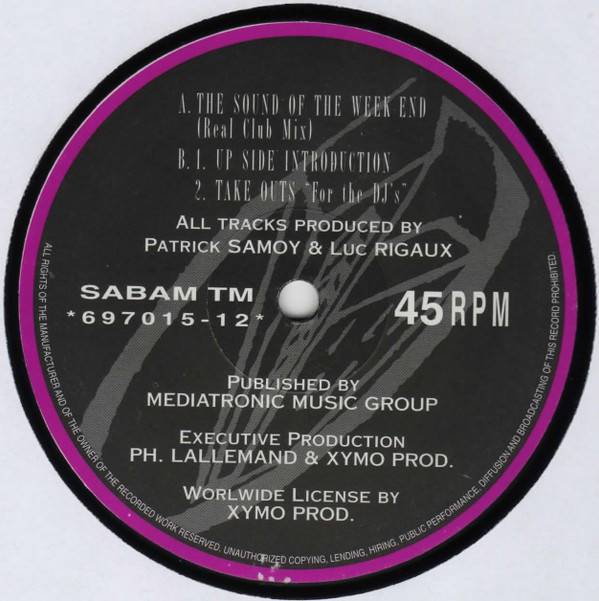 A. THE SOUND OF THE WEEK END
(Real Club Mix)
B. 1. UP SIDE INTRODUCTION
2. TAKE OUTS "For the DJ's"
ALL TRACKS PRODUCED BY
PATRICK SAMOY & LUC RIGAUX
SABAM TM
*697015-12*
45 RPM
PUBLISHED BY
MEDIATRONIC MUSIC GROUP
EXECUTIVE PRODUCTION
PH. LALLEMAND & XYMO PROD.
WORLWIDE LICENSE BY
XYMO PROD.
ALL RIGHTS OF THE MANUFACTURER AND OF THE OWNER OF THE RECORDED WORK RESERVED. UNAUTHORIZED COPYING, LENDING, HIRING, PUBLIC PERFORMANCE, DIFFUSION AND BROADCASTING OF THIS RECORD PROHIBITED.